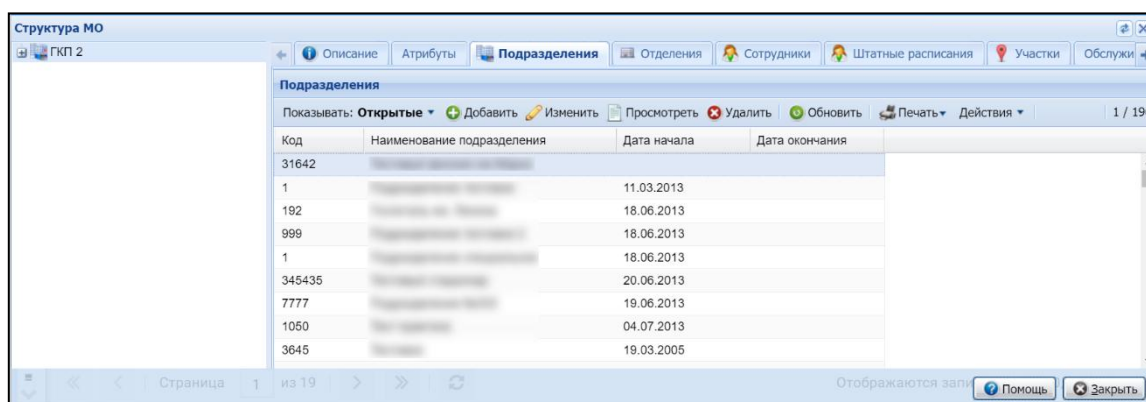 Структура МО
ГКП 2
Описание Атрибуты Подразделения Отделения Сотрудники Штатные расписания Участки Обслужи
Подразделения
Показывать: Открытые Добавить Изменить Просмотреть Удалить Обновить Печать Действия 1 / 19
Код Наименование подразделения Дата начала Дата окончания
31642
1 11.03.2013
192 18.06.2013
999 18.06.2013
1 18.06.2013
345435 20.06.2013
7777 19.06.2013
1050 04.07.2013
3645 19.03.2005
Страница 1 из 19 Отображаются запи Помощь Закрыть